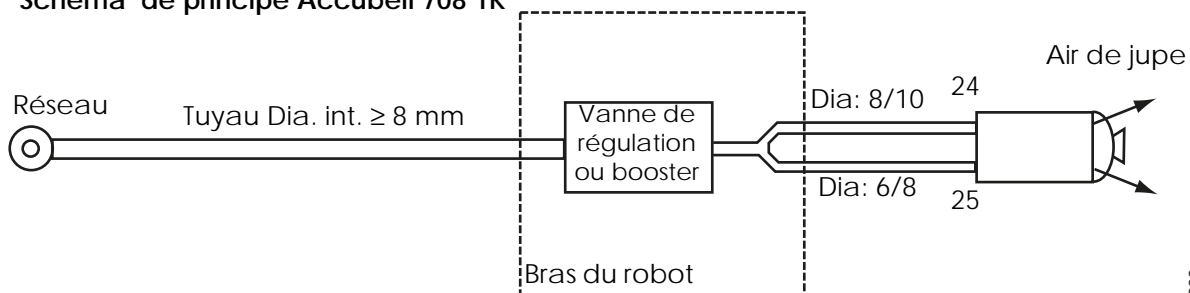 Schéma de principe Accubell 708 TR
Air de jupe
Réseau
Tuyau Dia. int. ≥ 8 mm
Vanne de
régulation
ou booster
Dia: 8/10
24
Dia: 6/8
25
Bras du robot